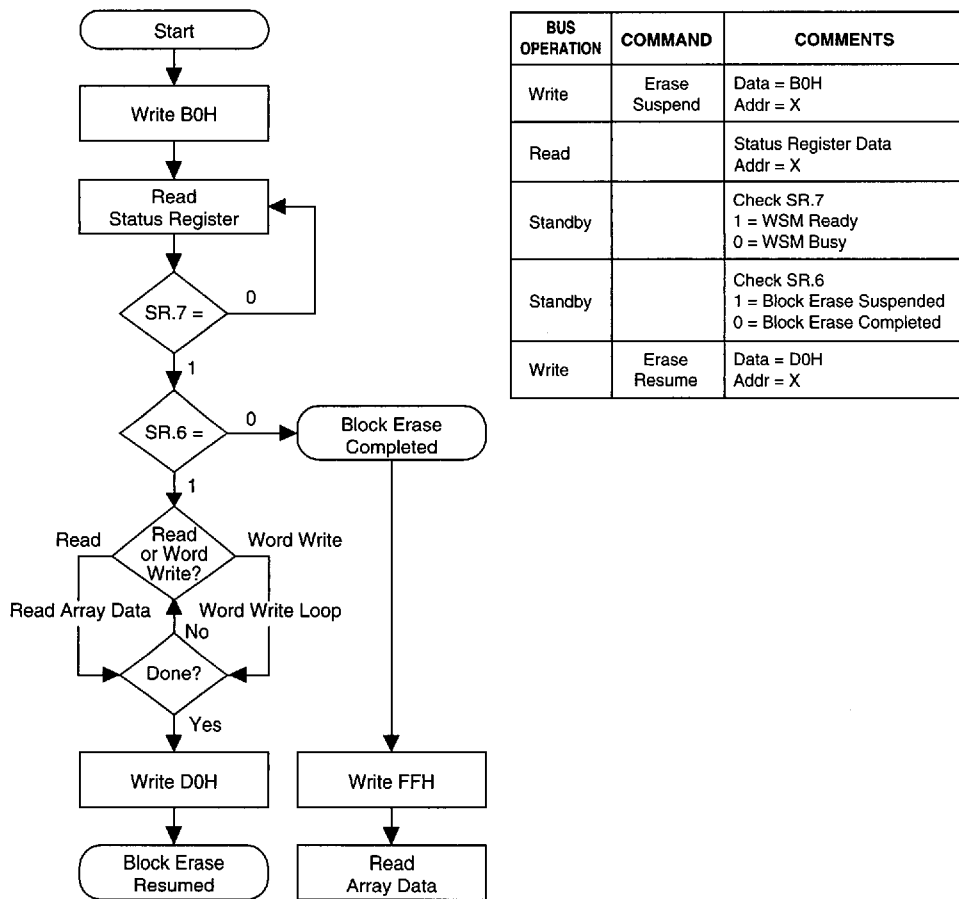 Start
Write B0H
Read
Status Register
SR.7 =
0
1
SR.6 =
0
Block Erase
Completed
1
Read
or Word
Write?
Read
Word Write
Read Array Data
Word Write Loop
No
Done?
Yes
Write D0H
Write FFH
Block Erase
Resumed
Read
Array Data
BUS
OPERATION
COMMAND
COMMENTS
Write
Erase
Suspend
Data = B0H
Addr = X
Read
Status Register Data
Addr = X
Standby
Check SR.7
1 = WSM Ready
0 = WSM Busy
Standby
Check SR.6
1 = Block Erase Suspended
0 = Block Erase Completed
Write
Erase
Resume
Data = D0H
Addr = X